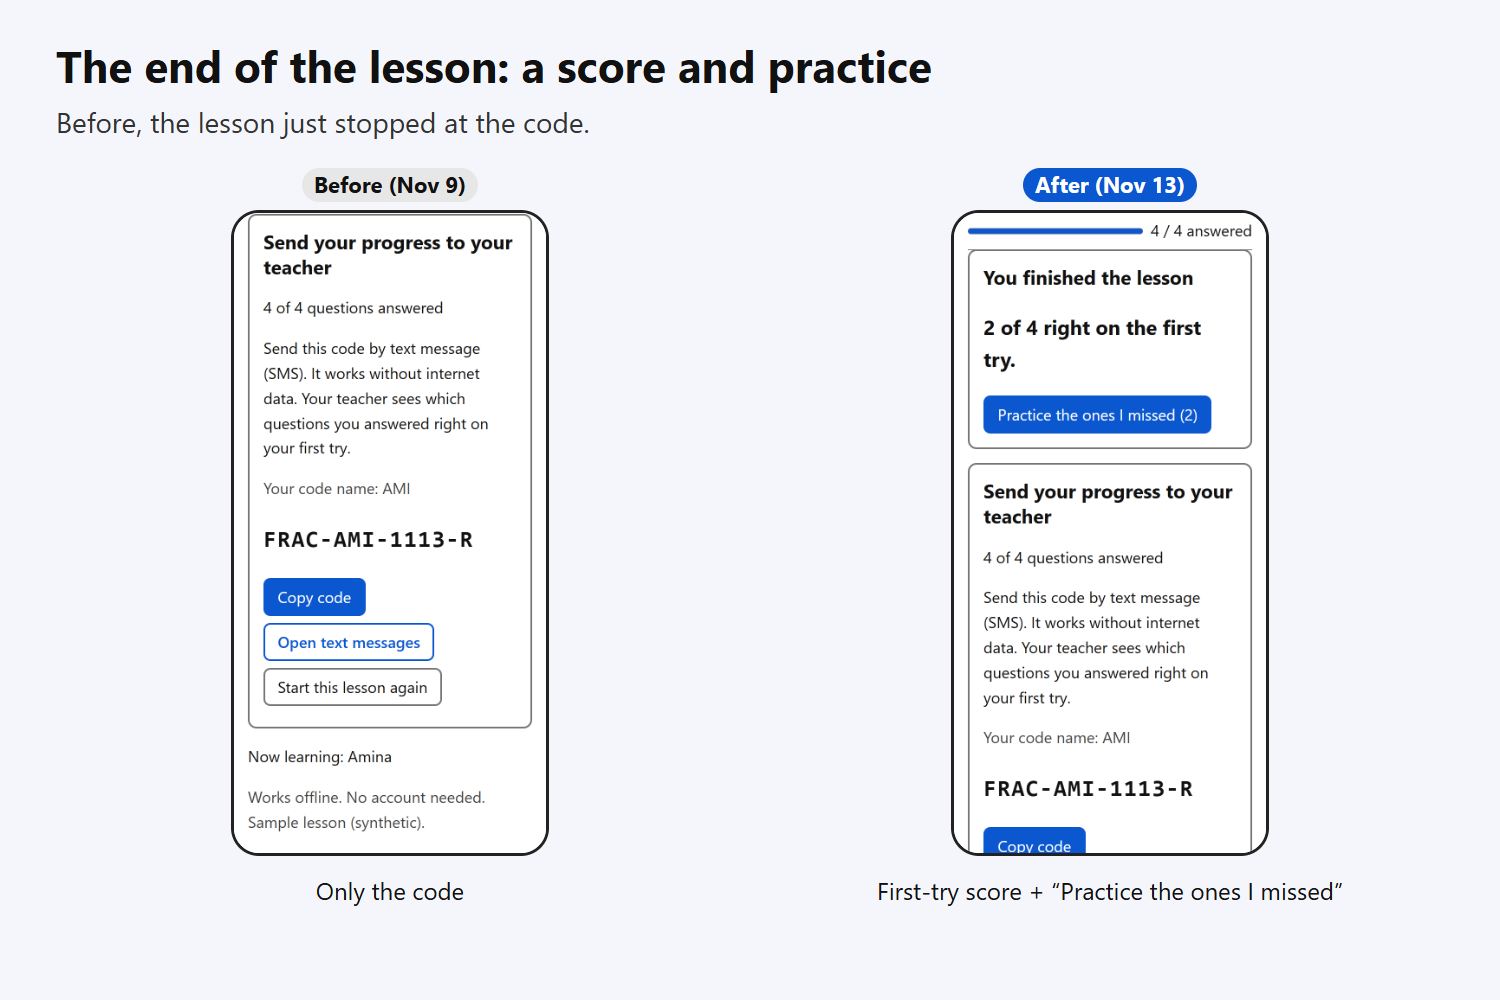 The end of the lesson: a score and practice
Before, the lesson just stopped at the code.
Before (Nov 9)
Send your progress to your
teacher
4 of 4 questions answered
Send this code by text message
(SMS). It works without internet
data. Your teacher sees which
questions you answered right on
your first try.
Your code name: AMI
FRAC-AMI-1113-R
Copy code
Open text messages
Start this lesson again
Now learning: Amina
Works offline. No account needed.
Sample lesson (synthetic).
Only the code
After (Nov 13)
4 / 4 answered
You finished the lesson
2 of 4 right on the first
try.
Practice the ones I missed (2)
Send your progress to your
teacher
4 of 4 questions answered
Send this code by text message
(SMS). It works without internet
data. Your teacher sees which
questions you answered right on
your first try.
Your code name: AMI
FRAC-AMI-1113-R
Copy code
First-try score + “Practice the ones I missed”